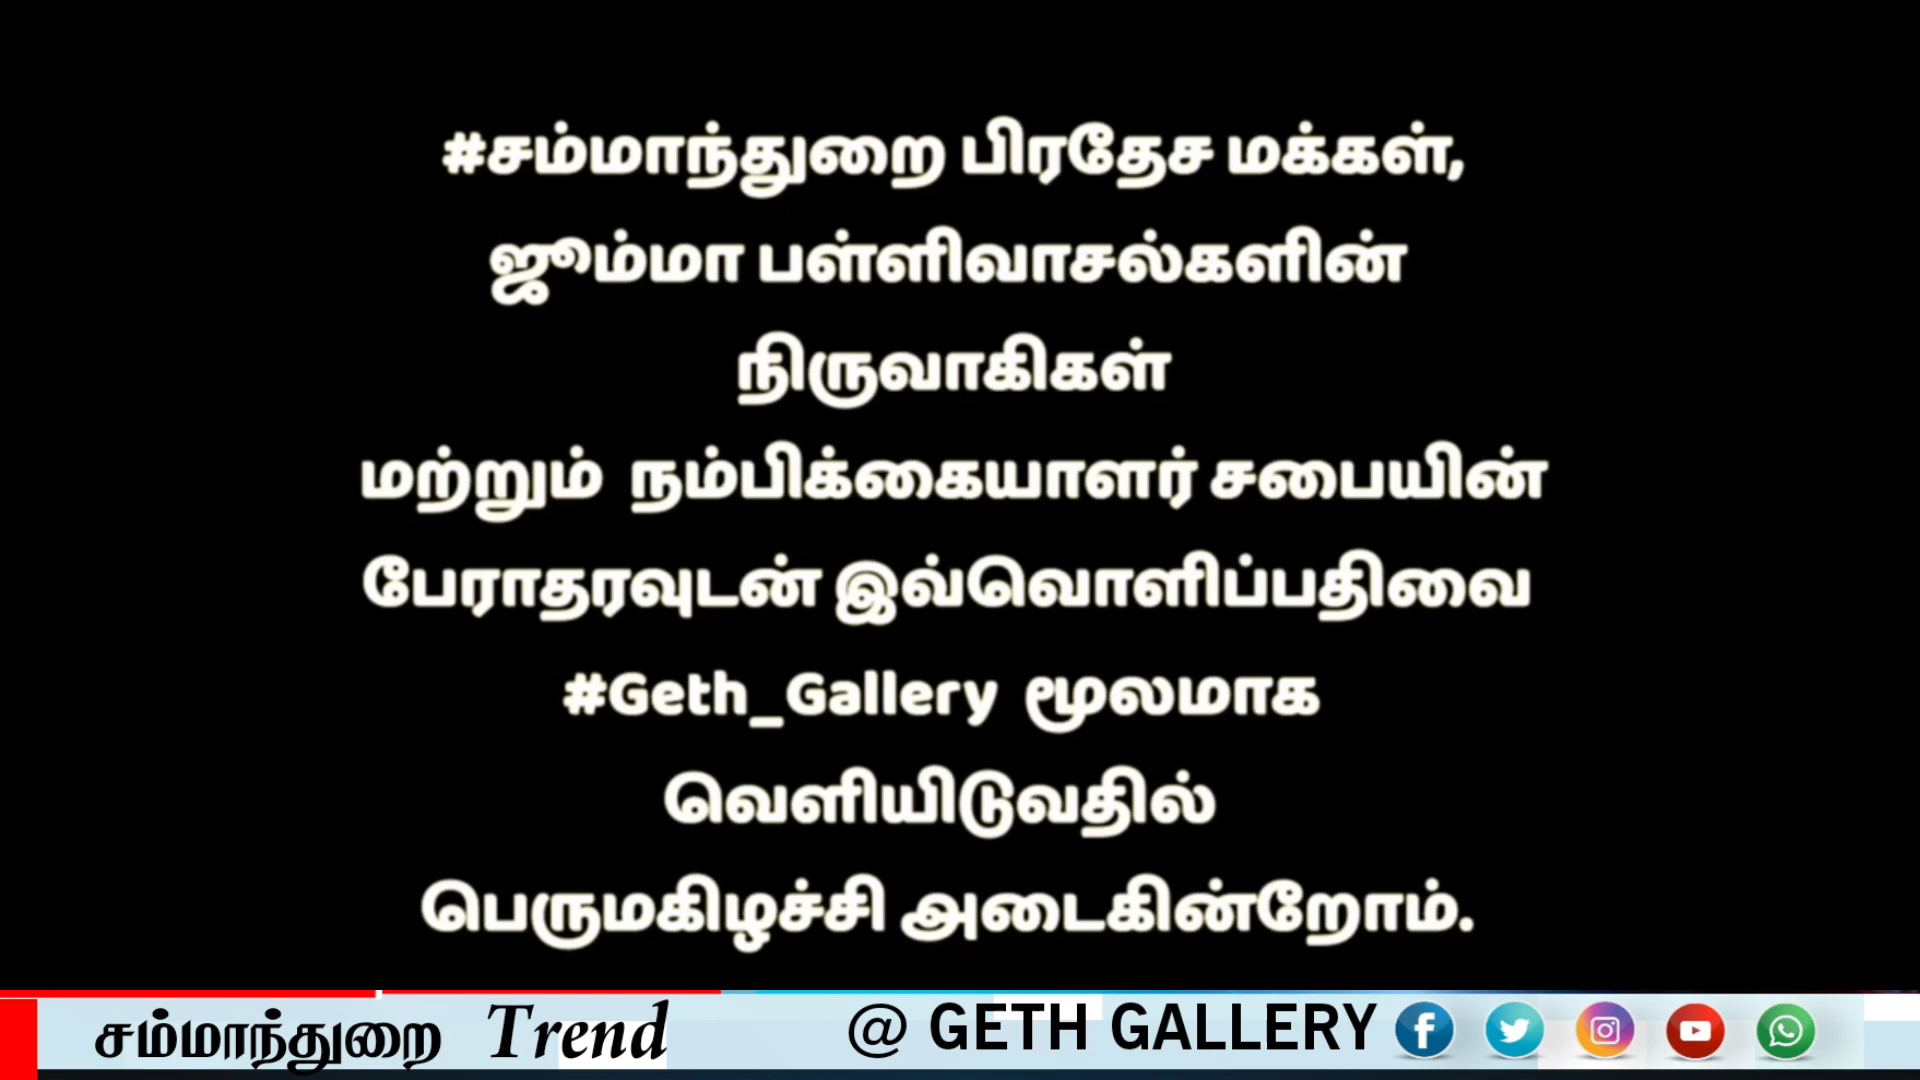 #சம்மாந்துறை பிரதேச மக்கள்,
ஜூம்மா பள்ளிவாசல்களின்
நிருவாகிகள்
மற்றும் நம்பிக்கையாளர் சபையின்
பேராதரவுடன் இவ்வொளிப்பதிவை
#Geth_Gallery மூலமாக
வெளியிடுவதில்
பெருமகிழச்சி அடைகின்றோம்.
சம்மாந்துறை Trend @ GETH GALLERY